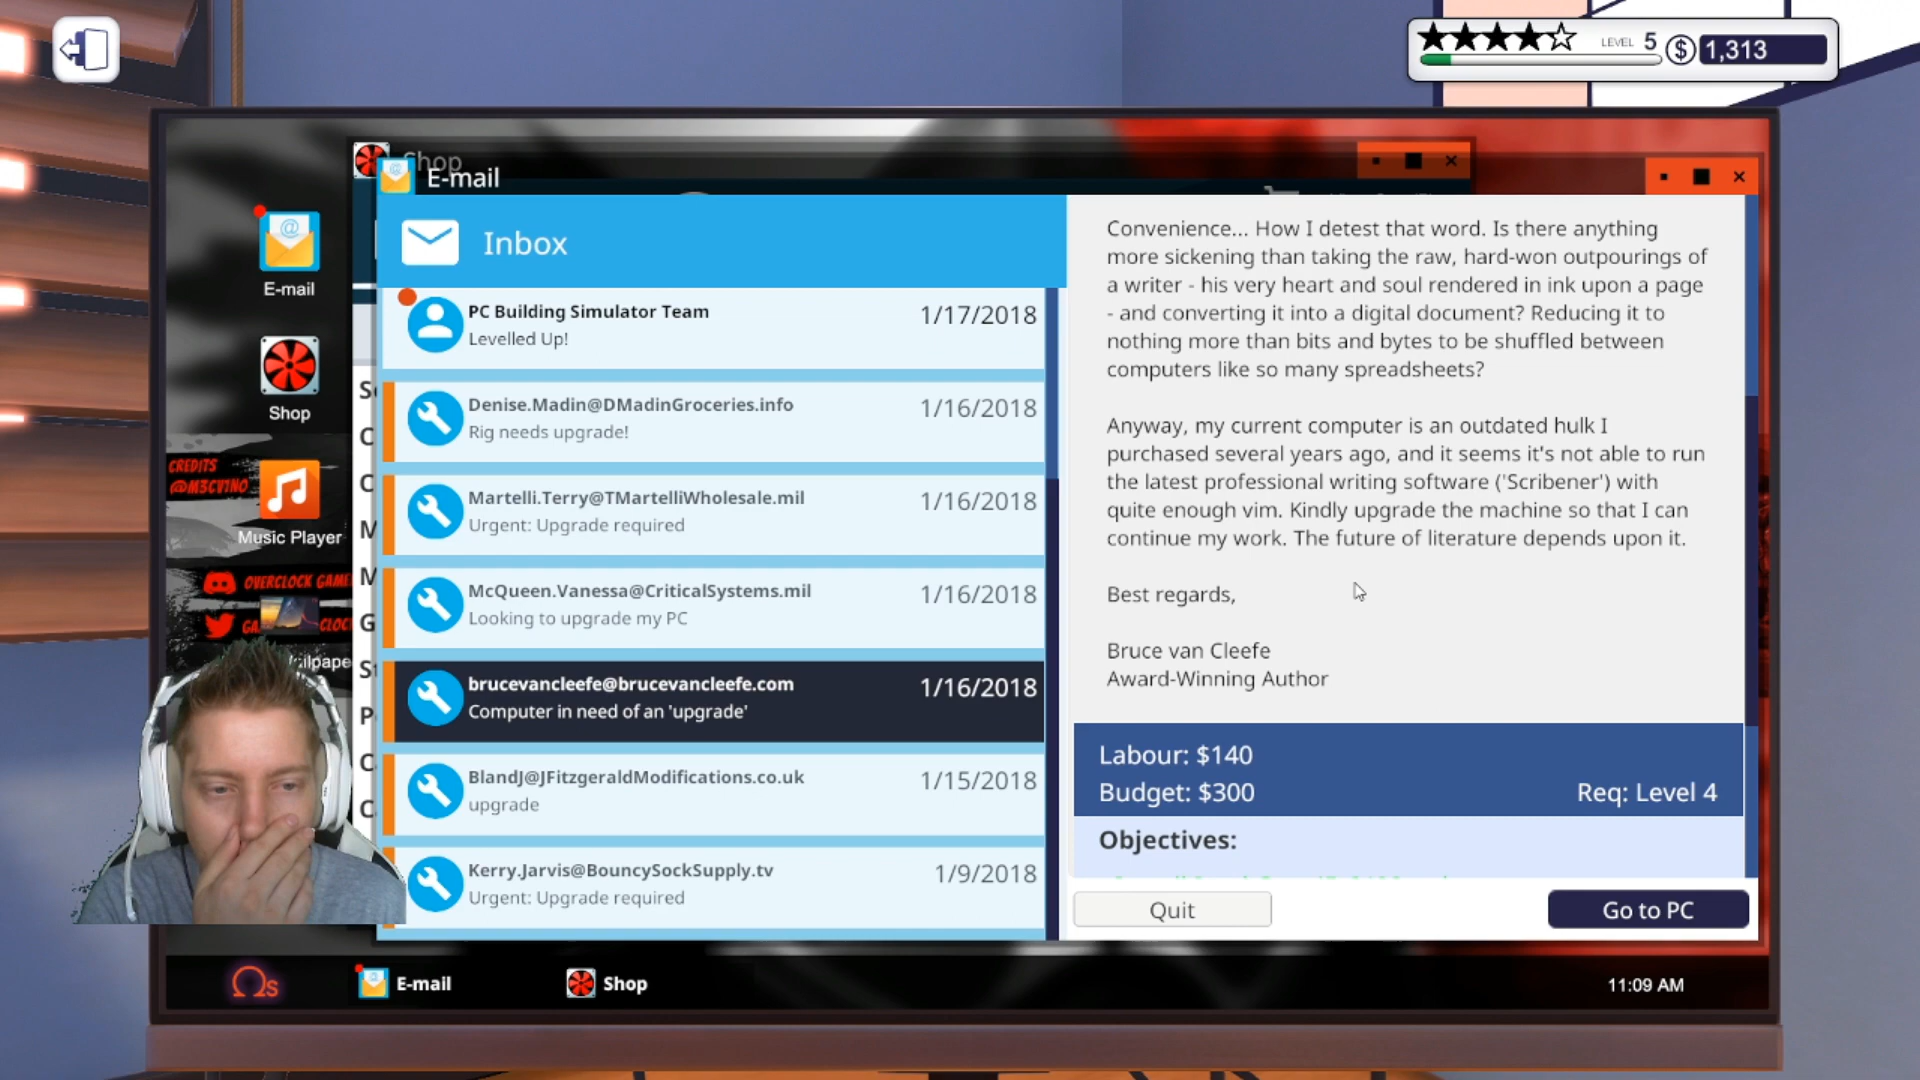 LEVEL 5
$ 1,313
Shop
E-mail
E-mail
Shop
CREDITS
@M3CV1NO
Music Player
OVERCLOCK GAME
Inbox
PC Building Simulator Team
1/17/2018
Levelled Up!
Denise.Madin@DMadinGroceries.info
1/16/2018
Rig needs upgrade!
Martelli.Terry@TMartelliWholesale.mil
1/16/2018
Urgent: Upgrade required
McQueen.Vanessa@CriticalSystems.mil
1/16/2018
Looking to upgrade my PC
brucevancleefe@brucevancleefe.com
1/16/2018
Computer in need of an 'upgrade'
BlandJ@JFitzgeraldModifications.co.uk
1/15/2018
upgrade
Kerry.Jarvis@BouncySockSupply.tv
1/9/2018
Urgent: Upgrade required
Convenience... How I detest that word. Is there anything
more sickening than taking the raw, hard-won outpourings of
a writer - his very heart and soul rendered in ink upon a page
- and converting it into a digital document? Reducing it to
nothing more than bits and bytes to be shuffled between
computers like so many spreadsheets?
Anyway, my current computer is an outdated hulk I
purchased several years ago, and it seems it's not able to run
the latest professional writing software ('Scribener') with
quite enough vim. Kindly upgrade the machine so that I can
continue my work. The future of literature depends upon it.
Best regards,
Bruce van Cleefe
Award-Winning Author
Labour: $140
Budget: $300
Req: Level 4
Objectives:
Quit
Go to PC
E-mail
Shop
11:09 AM